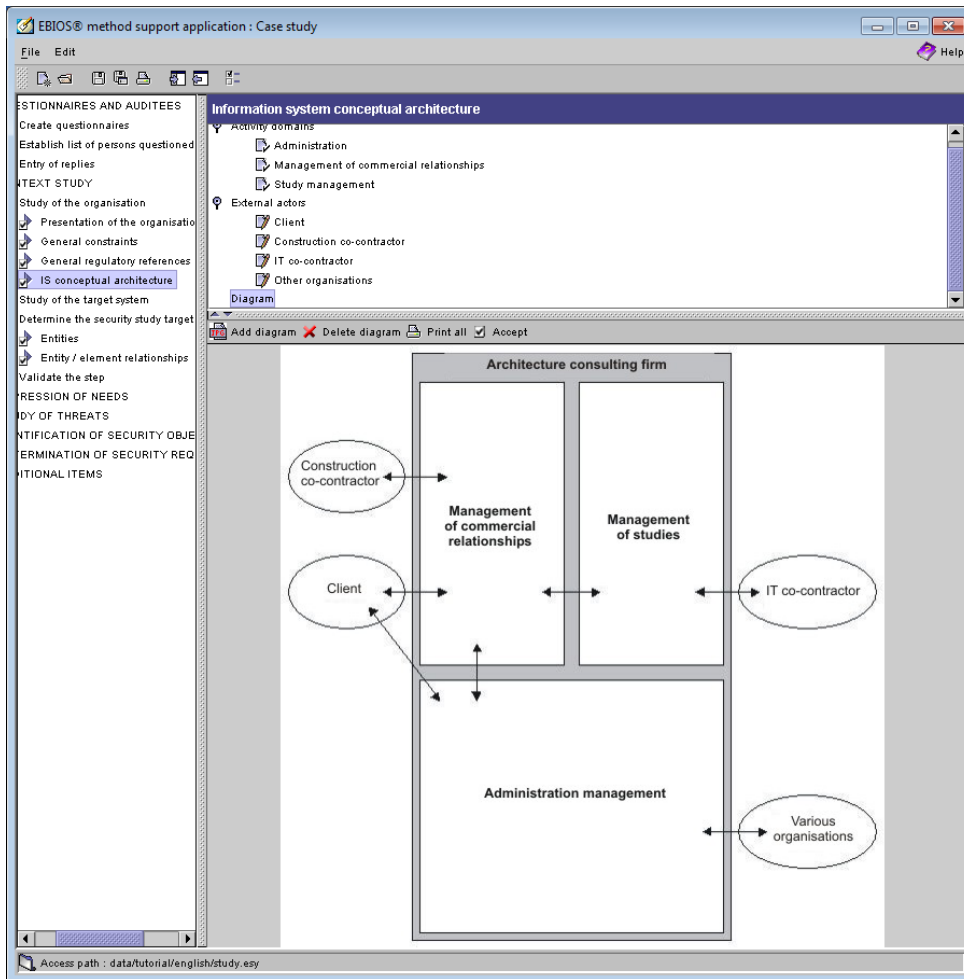 EBIOS® method support application : Case study
File Edit
Help
ESTIONNAIRES AND AUDITEES
Create questionnaires
Establish list of persons questioned
Entry of replies
NTEXT STUDY
Study of the organisation
Presentation of the organisatio
General constraints
General regulatory references
IS conceptual architecture
Study of the target system
Determine the security study target
Entities
Entity / element relationships
Validate the step
RESSION OF NEEDS
DY OF THREATS
NTIFICATION OF SECURITY OBJE
ERMINATION OF SECURITY REQ
ITIONAL ITEMS
Information system conceptual architecture
Activity domains
Administration
Management of commercial relationships
Study management
External actors
Client
Construction co-contractor
IT co-contractor
Other organisations
Diagram
Add diagram Delete diagram Print all Accept
Architecture consulting firm
Construction
co-contractor
Management
of commercial
relationships
Management
of studies
Client
IT co-contractor
Administration management
Various
organisations
Access path : data/tutorial/english/study.esy